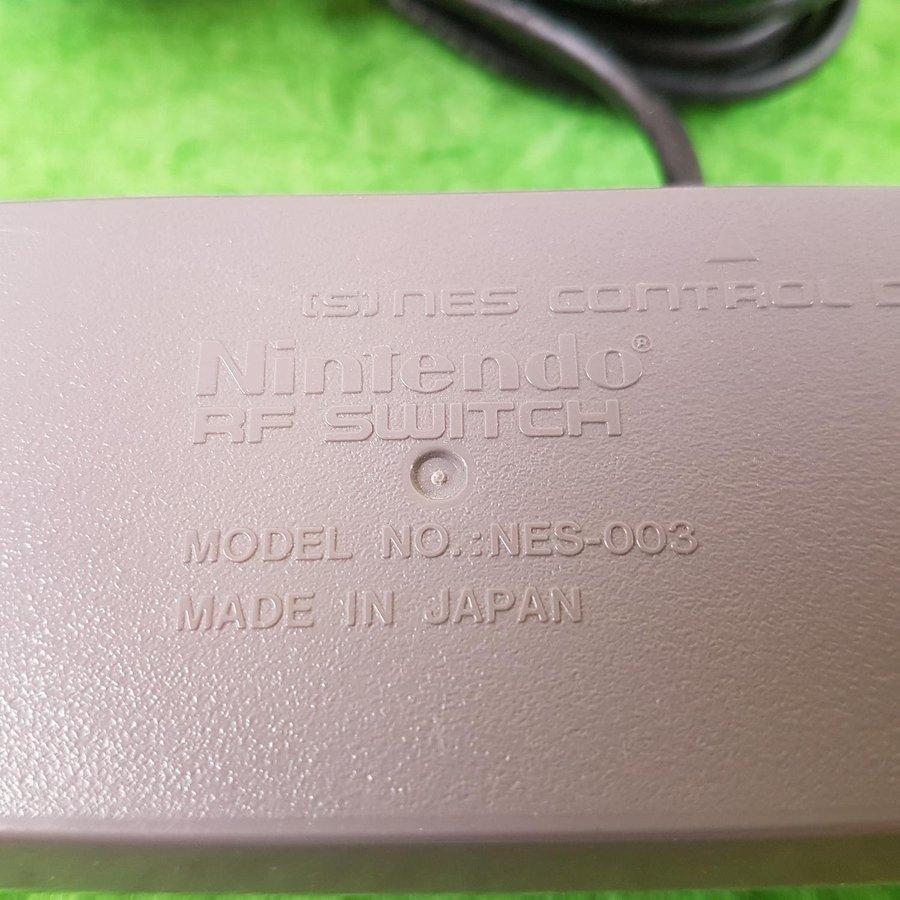 (S)NES CONTROL
Nintendo®
RF SWITCH
MODEL NO.:NES-003
MADE IN JAPAN